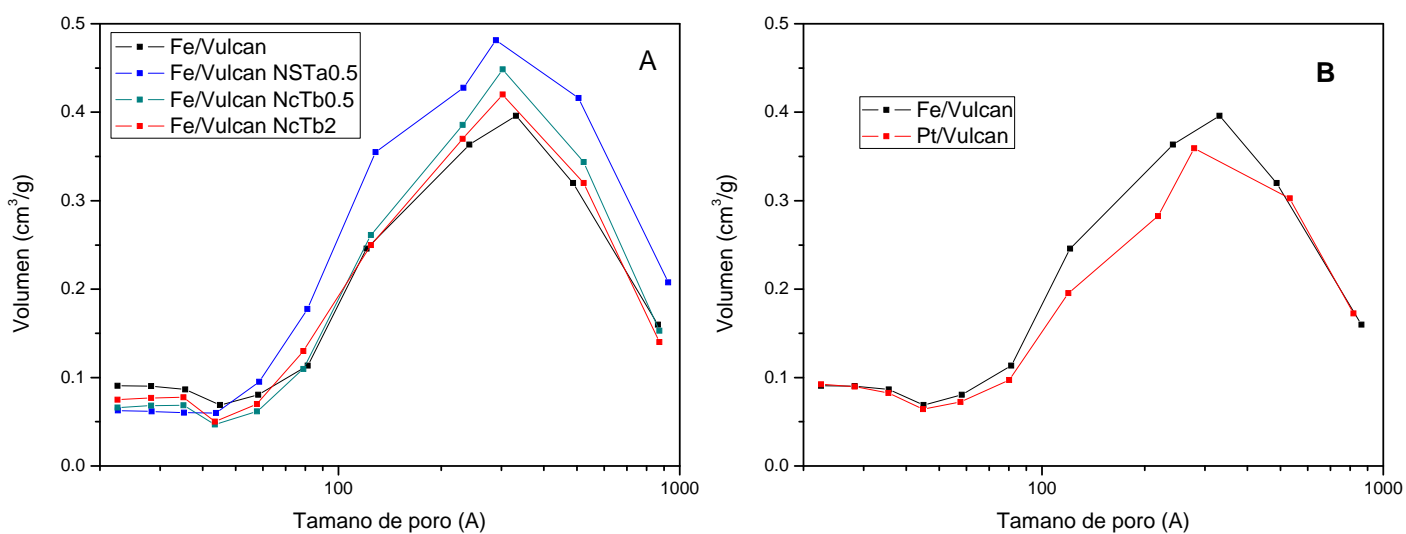 0.5
0.4
0.3
0.2
0.1
0.0
Volumen (cm³/g)
Fe/Vulcan
Fe/Vulcan NSTa0.5
Fe/Vulcan NcTb0.5
Fe/Vulcan NcTb2
A
100
1000
Tamano de poro (A)
0.5
0.4
0.3
0.2
0.1
0.0
Volumen (cm³/g)
Fe/Vulcan
Pt/Vulcan
B
100
1000
Tamano de poro (A)